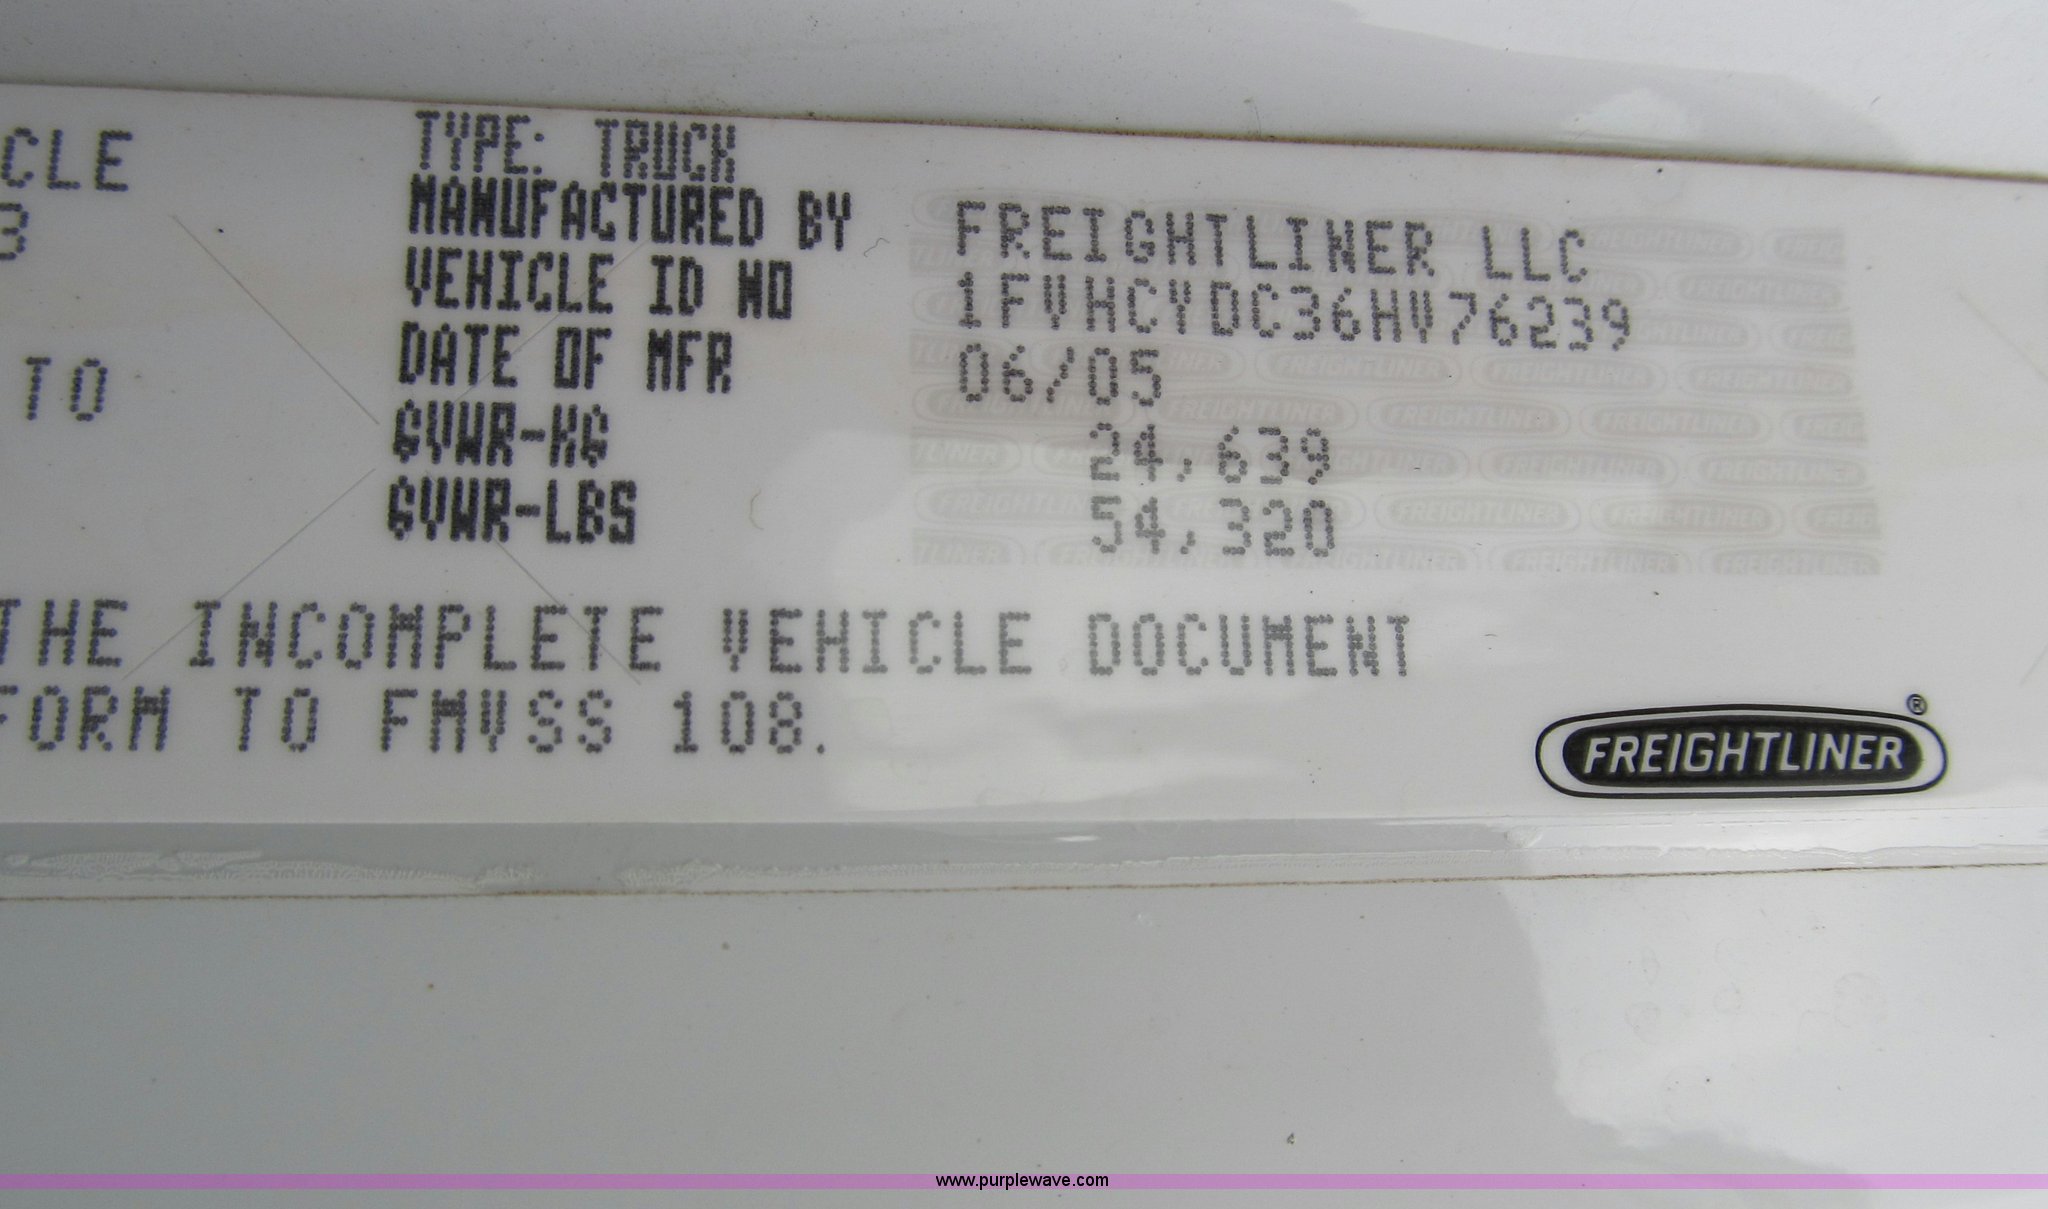 CLE TYPE: TRUCK
3 MANUFACTURED BY FREIGHTLINER LLC
VEHICLE ID NO 1FVHCYDC36HV76239
TO DATE OF MFR 06/05
GVWR-KG 24,639
GVWR-LBS 54,320
THE INCOMPLETE VEHICLE DOCUMENT
FORM TO FMVSS 108.
FREIGHTLINER®
www.purplewave.com